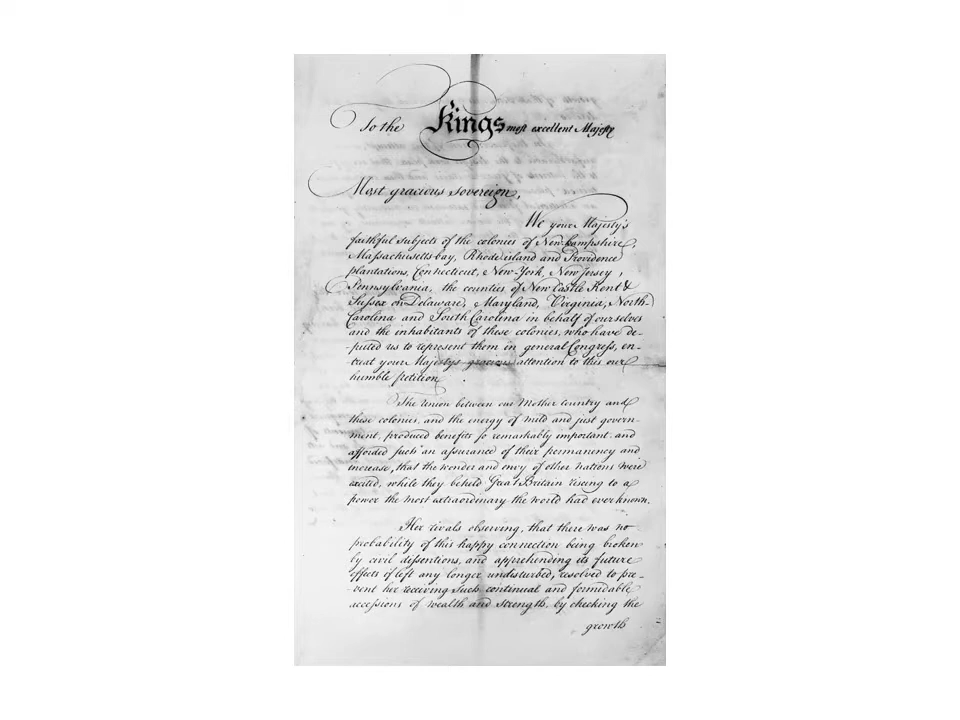 To the Kings most excellent Majesty
Most gracious sovereign,
We your Majesty's
faithful subjects of the colonies of New-hampshire,
Massachusetts-bay, Rhode island and Providence
plantations, Connecticut, New-York, New Jersey,
Pennsylvania, the counties of New Castle Kent &
Sussex on Delaware, Maryland, Virginia, North-
Carolina and South Carolina in behalf of ourselves
and the inhabitants of these colonies, who have de-
-puted us to represent them in general Congress, en-
-treat your Majestys gracious attention to this our
humble petition.
The union between our Mother Country and
these colonies, and the energy of mild and just govern-
ment, produced benefits so remarkably important, and
afforded such an assurance of their permanency and
increase, that the wonder and envy of other nations were
excited, while they beheld Great Britain riseing to a
power the most extraordinary the world had ever known.
Her rivals observing, that there was no
probability of this happy connection being broken
by civil dissentions, and apprehending its future
effects if left any longer undisturbed, resolved to pre-
-vent her receiving such continual and formidable
accessions of wealth and strength, by checking the
growth